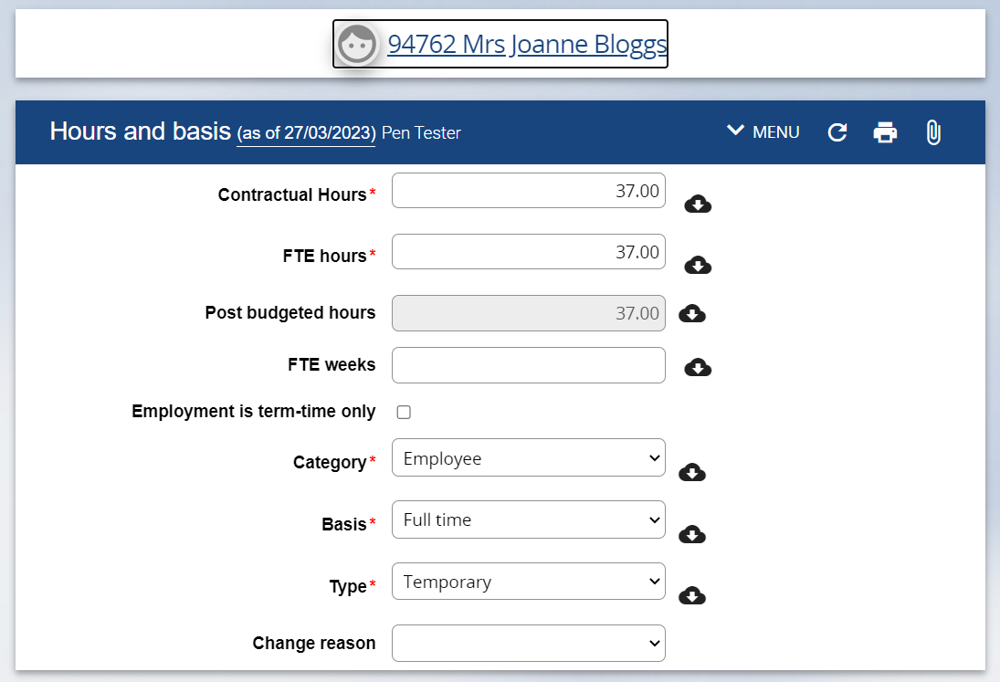 94762 Mrs Joanne Bloggs
Hours and basis (as of 27/03/2023) Pen Tester MENU
Contractual Hours* 37.00
FTE hours* 37.00
Post budgeted hours 37.00
FTE weeks
Employment is term-time only
Category* Employee
Basis* Full time
Type* Temporary
Change reason